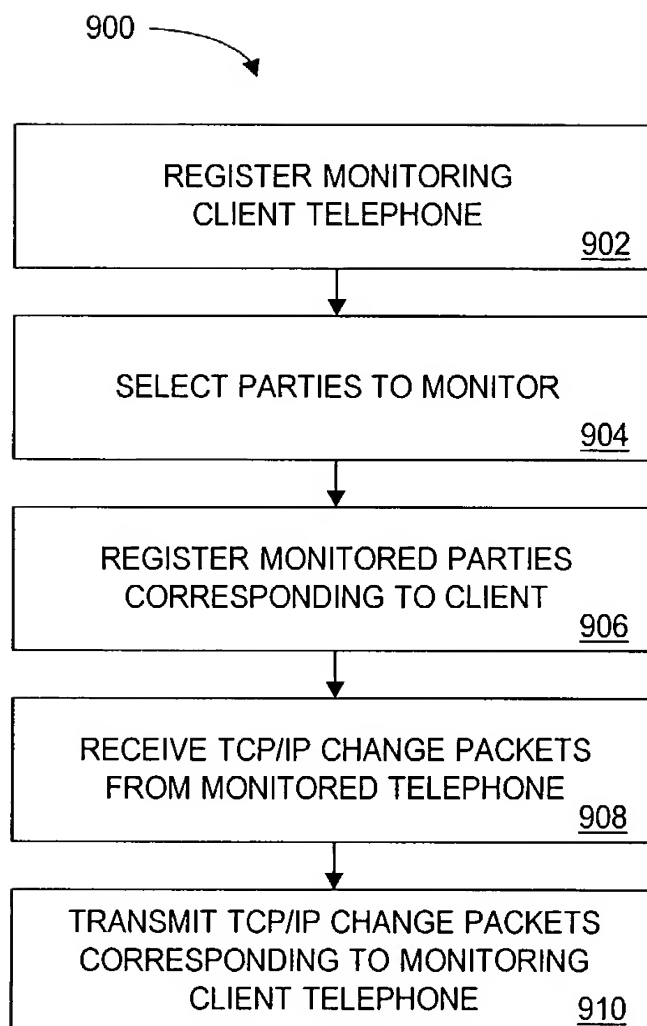 900
REGISTER MONITORING
CLIENT TELEPHONE
902
SELECT PARTIES TO MONITOR
904
REGISTER MONITORED PARTIES
CORRESPONDING TO CLIENT
906
RECEIVE TCP/IP CHANGE PACKETS
FROM MONITORED TELEPHONE
908
TRANSMIT TCP/IP CHANGE PACKETS
CORRESPONDING TO MONITORING
CLIENT TELEPHONE
910